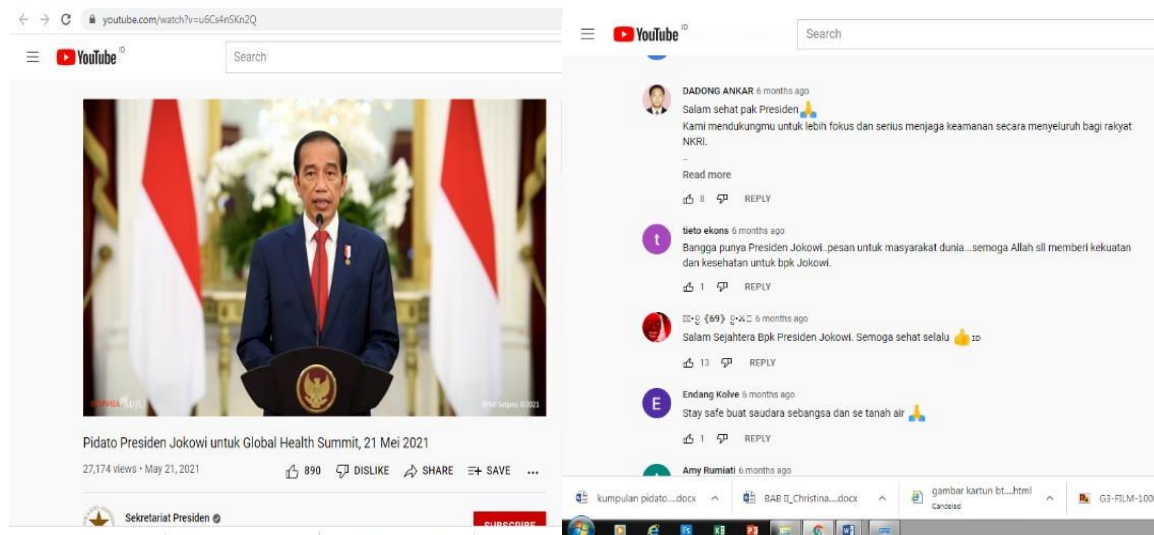 youtube.com/watch?v=u6Cs4nSKn2Q
YouTube ID
Search
Pidato Presiden Jokowi untuk Global Health Summit, 21 Mei 2021
27,174 views • May 21, 2021
890 DISLIKE SHARE SAVE ...
Sekretariat Presiden
SUBSCRIBE
YouTube ID
Search
DADONG ANKAR 6 months ago
Salam sehat pak Presiden🙏
Kami mendukungmu untuk lebih fokus dan serius menjaga keamanan secara menyeluruh bagi rakyat
NKRI.
Read more
8 REPLY
t
tieto ekons 6 months ago
Bangga punya Presiden Jokowi..pesan untuk masyarakat dunia...semoga Allah sll memberi kekuatan
dan kesehatan untuk bpk Jokowi.
1 REPLY
{69} 6 months ago
Salam Sejahtera Bpk Presiden Jokowi. Semoga sehat selalu 👍 ID
13 REPLY
E
Endang Kolve 6 months ago
Stay safe buat saudara sebangsa dan se tanah air 🙏
1 REPLY
Amy Rumiati 6 months ago
kumpulan pidato....docx
BAB II_Christina....docx
gambar kartun bt....html
Canceled
G3-FILM-100